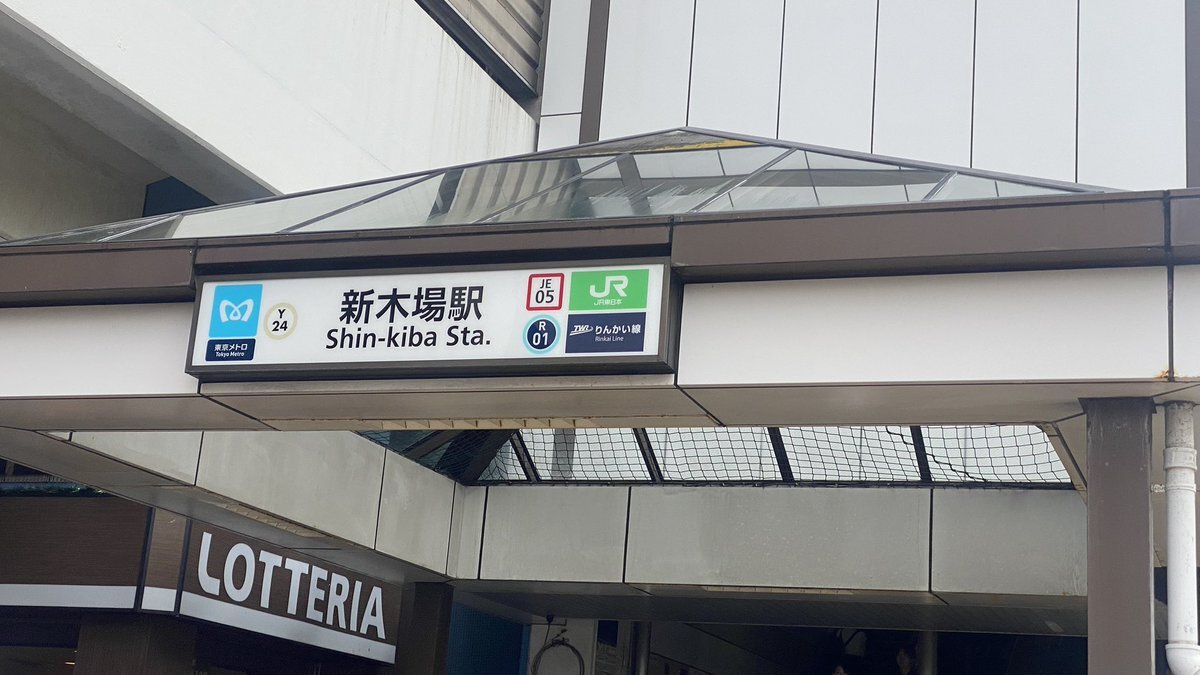 東京メトロ
Tokyo Metro
Y
24
新木場駅
Shin-kiba Sta.
JE
05
JR
JR東日本
R
01
TWR りんかい線
Rinkai Line
LOTTERIA